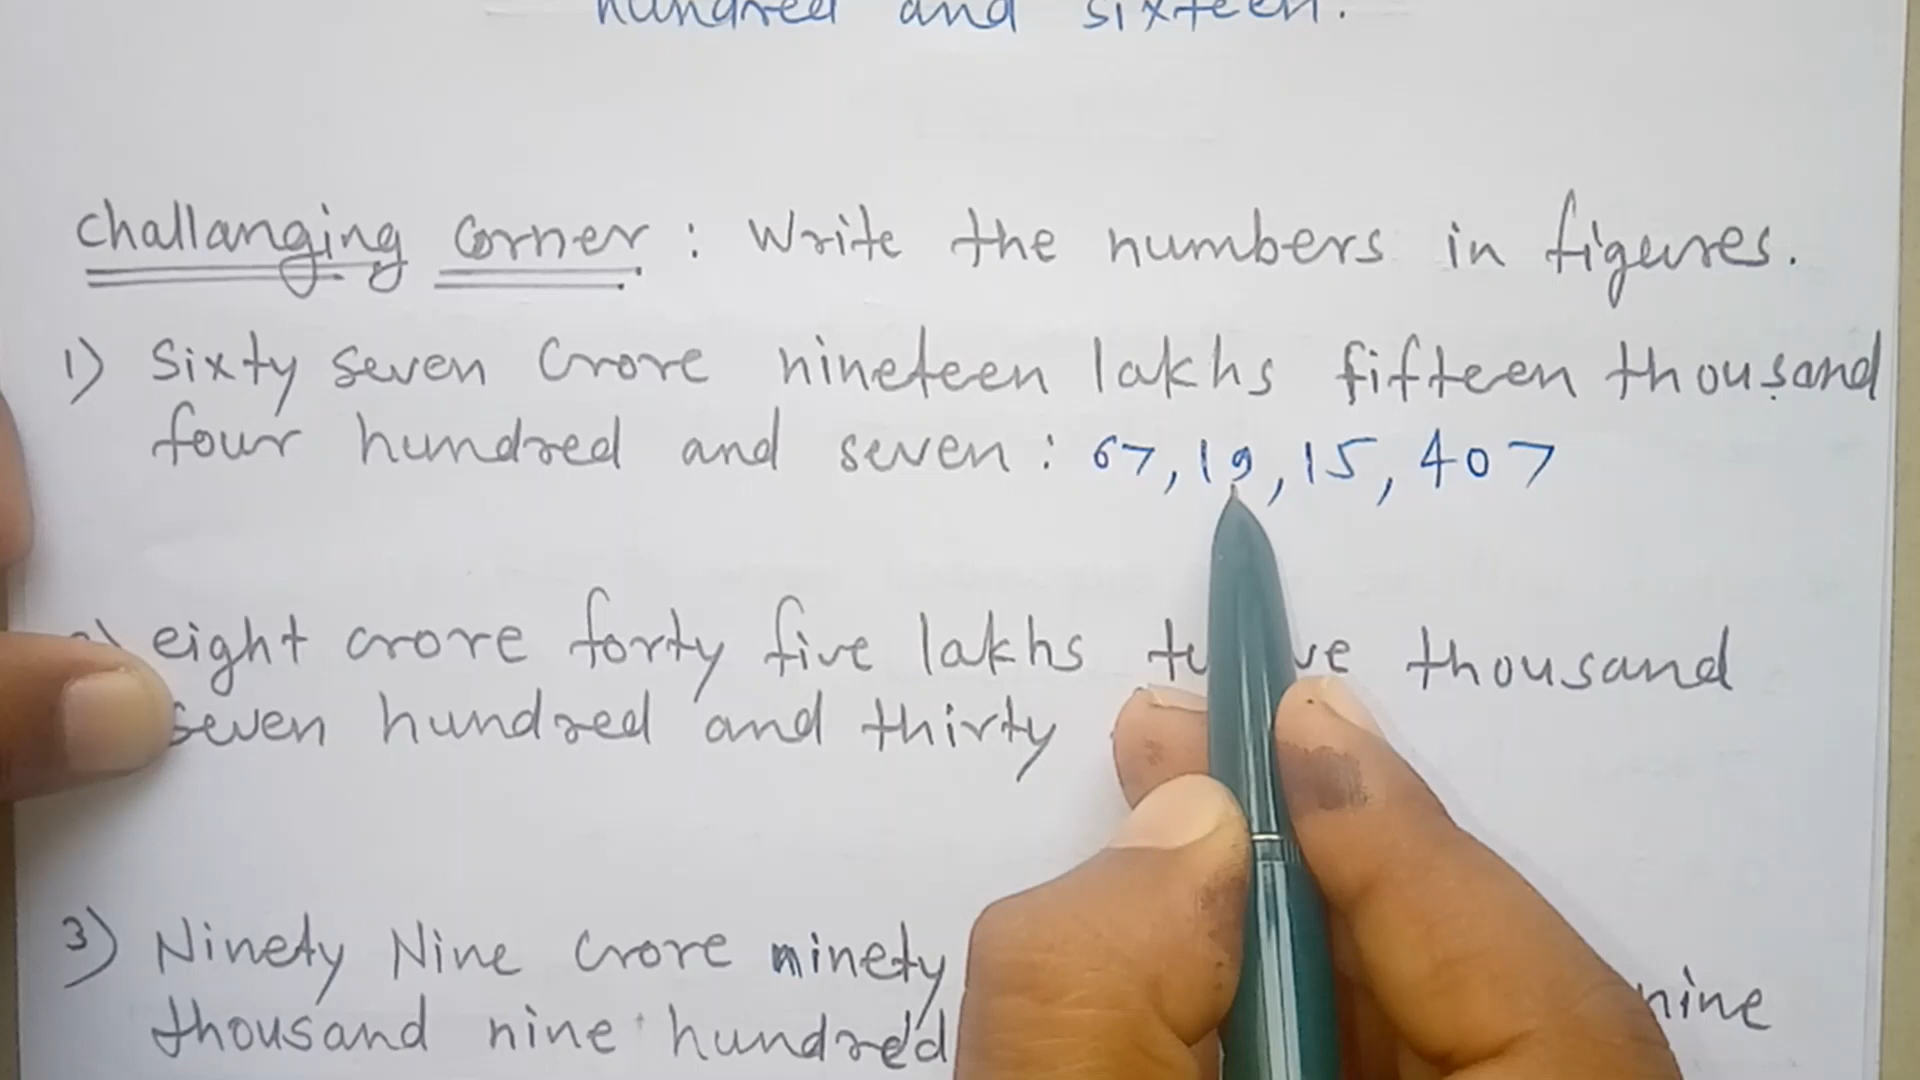 hundred and sixteen.
Challanging Corner : Write the numbers in figures.
1) Sixty seven Crore nineteen lakhs fifteen thousand
four hundred and seven : 67,19,15,407
eight crore forty five lakhs thousand
seven hundred and thirty
3) Ninety Nine Crore ninety nine
thousand nine hundred